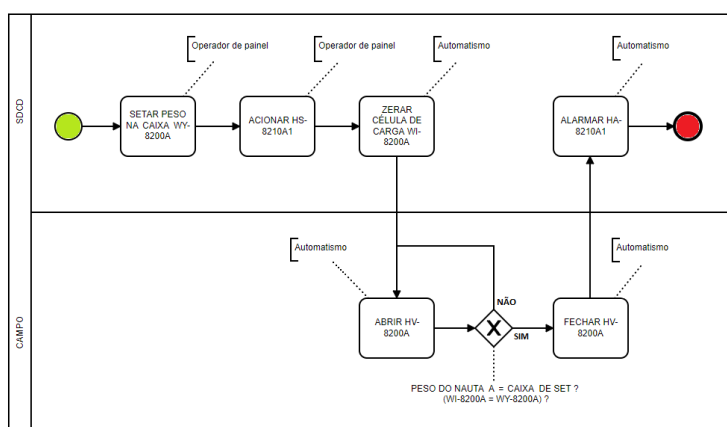 SDCD
Operador de painel
Operador de painel
Automatismo
Automatismo
SETAR PESO
NA CAIXA WY-
8200A
ACIONAR HS-
8210A1
ZERAR
CÉLULA DE
CARGA WI-
8200A
ALARMAR HA-
8210A1
CAMPO
Automatismo
Automatismo
ABRIR HV-
8200A
X
NÃO
SIM
FECHAR HV-
8200A
PESO DO NAUTA A = CAIXA DE SET ?
(WI-8200A = WY-8200A) ?